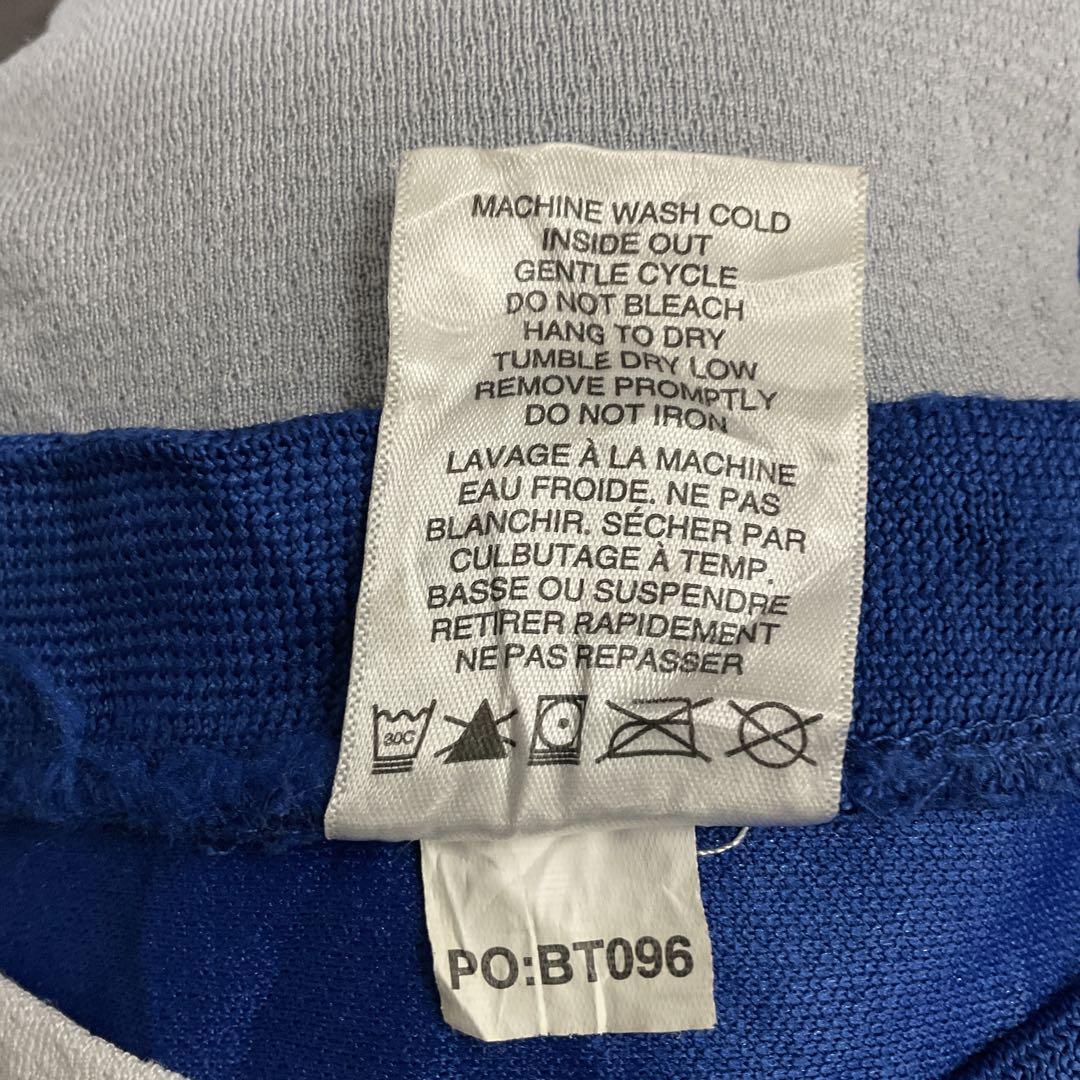 MACHINE WASH COLD
INSIDE OUT
GENTLE CYCLE
DO NOT BLEACH
HANG TO DRY
TUMBLE DRY LOW
REMOVE PROMPTLY
DO NOT IRON
LAVAGE À LA MACHINE
EAU FROIDE. NE PAS
BLANCHIR. SÉCHER PAR
CULBUTAGE À TEMP.
BASSE OU SUSPENDRE
RETIRER RAPIDEMENT
NE PAS REPASSER
30C
PO:BT096